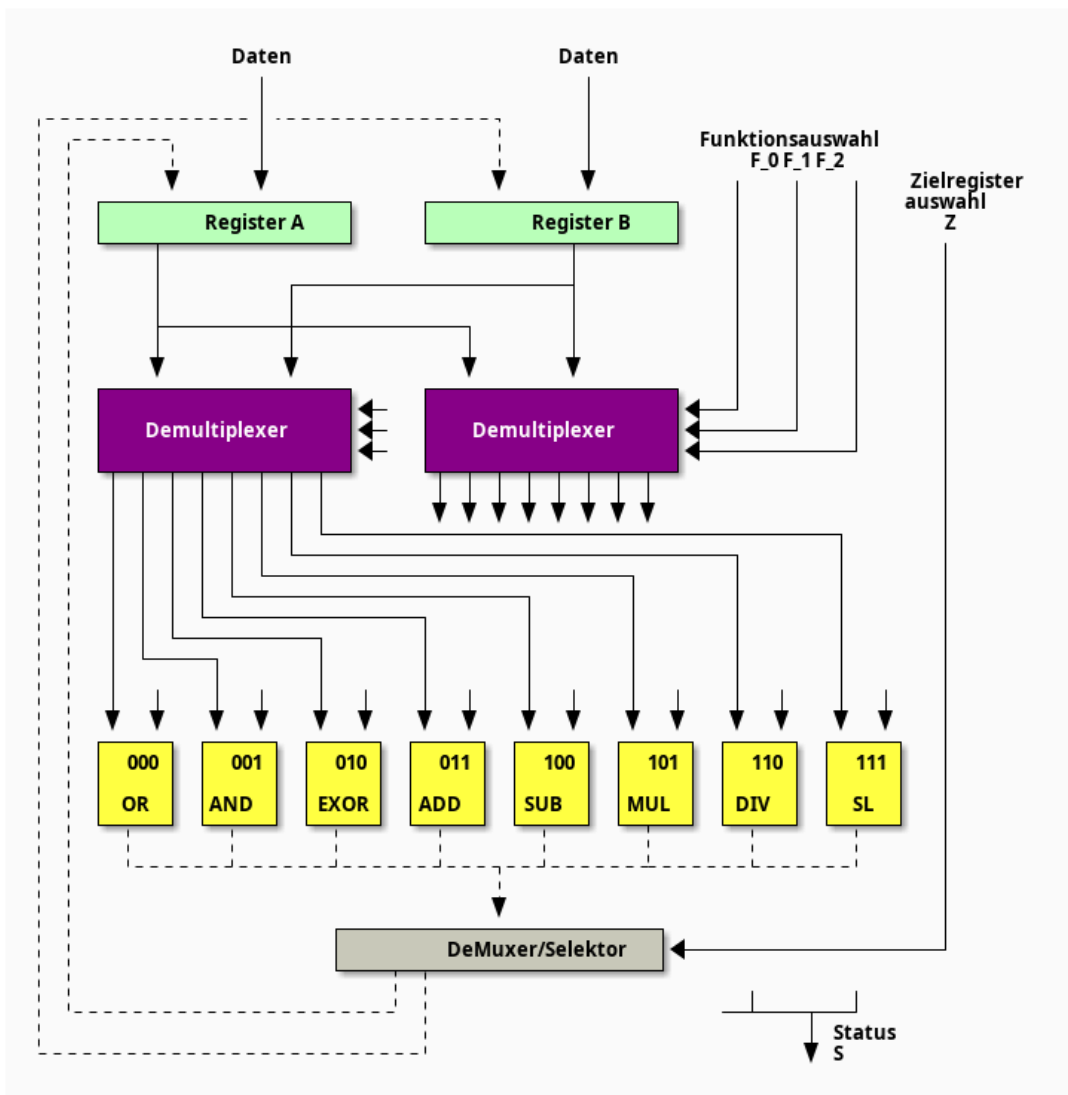 Daten Daten
Funktionsauswahl
F_0 F_1 F_2
Zielregister
auswahl
Z
Register A Register B
Demultiplexer Demultiplexer
000 001 010 011 100 101 110 111
OR AND EXOR ADD SUB MUL DIV SL
DeMuxer/Selektor
Status
S